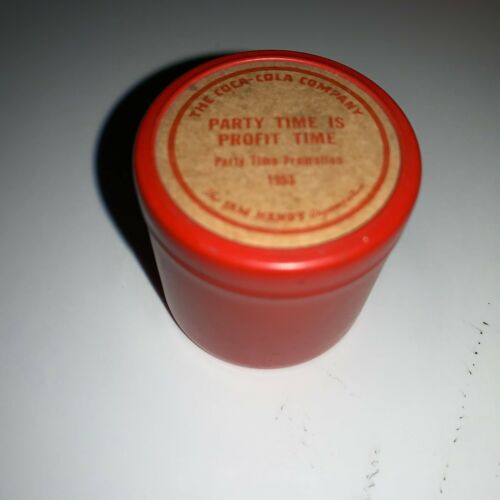 THE COCA-COLA COMPANY
PARTY TIME IS
PROFIT TIME
Party Time Promotion
1953
The JAM HANDY Organization